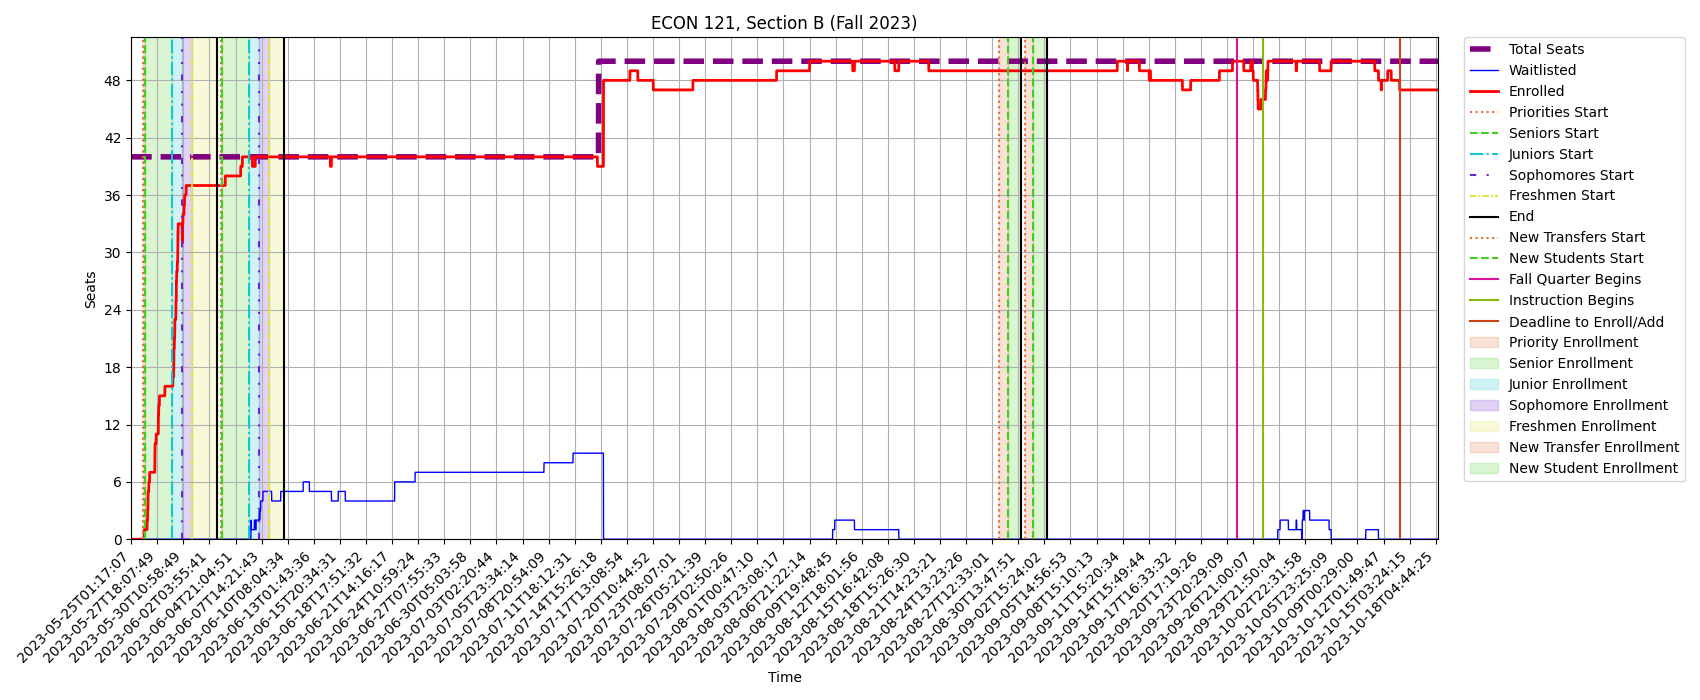 ECON 121, Section B (Fall 2023)
Seats
48
42
36
30
24
18
12
6
0
2023-05-25T01:17:07
2023-05-27T18:07:49
2023-05-30T10:58:49
2023-06-02T03:55:41
2023-06-04T21:04:51
2023-06-07T14:21:43
2023-06-10T08:04:34
2023-06-13T01:43:36
2023-06-15T20:34:31
2023-06-18T17:51:32
2023-06-21T14:16:17
2023-06-24T10:59:24
2023-06-27T07:55:33
2023-06-30T05:03:58
2023-07-03T02:20:44
2023-07-05T23:34:14
2023-07-08T20:54:09
2023-07-11T18:12:31
2023-07-14T15:26:18
2023-07-17T13:08:54
2023-07-20T10:44:52
2023-07-23T08:07:01
2023-07-26T05:21:39
2023-07-29T02:50:26
2023-08-01T00:47:10
2023-08-03T23:08:17
2023-08-06T21:22:14
2023-08-09T19:48:45
2023-08-12T18:01:56
2023-08-15T16:42:08
2023-08-18T15:26:30
2023-08-21T14:23:21
2023-08-24T13:23:26
2023-08-27T12:33:01
2023-08-30T13:47:51
2023-09-02T15:24:02
2023-09-05T14:56:53
2023-09-08T15:10:13
2023-09-11T15:20:34
2023-09-14T15:49:44
2023-09-17T16:33:32
2023-09-20T17:19:26
2023-09-23T20:29:09
2023-09-26T21:00:07
2023-09-29T21:50:04
2023-10-02T22:31:58
2023-10-05T23:25:09
2023-10-09T00:29:00
2023-10-12T01:49:47
2023-10-15T03:24:15
2023-10-18T04:44:25
Time
Total Seats
Waitlisted
Enrolled
Priorities Start
Seniors Start
Juniors Start
Sophomores Start
Freshmen Start
End
New Transfers Start
New Students Start
Fall Quarter Begins
Instruction Begins
Deadline to Enroll/Add
Priority Enrollment
Senior Enrollment
Junior Enrollment
Sophomore Enrollment
Freshmen Enrollment
New Transfer Enrollment
New Student Enrollment